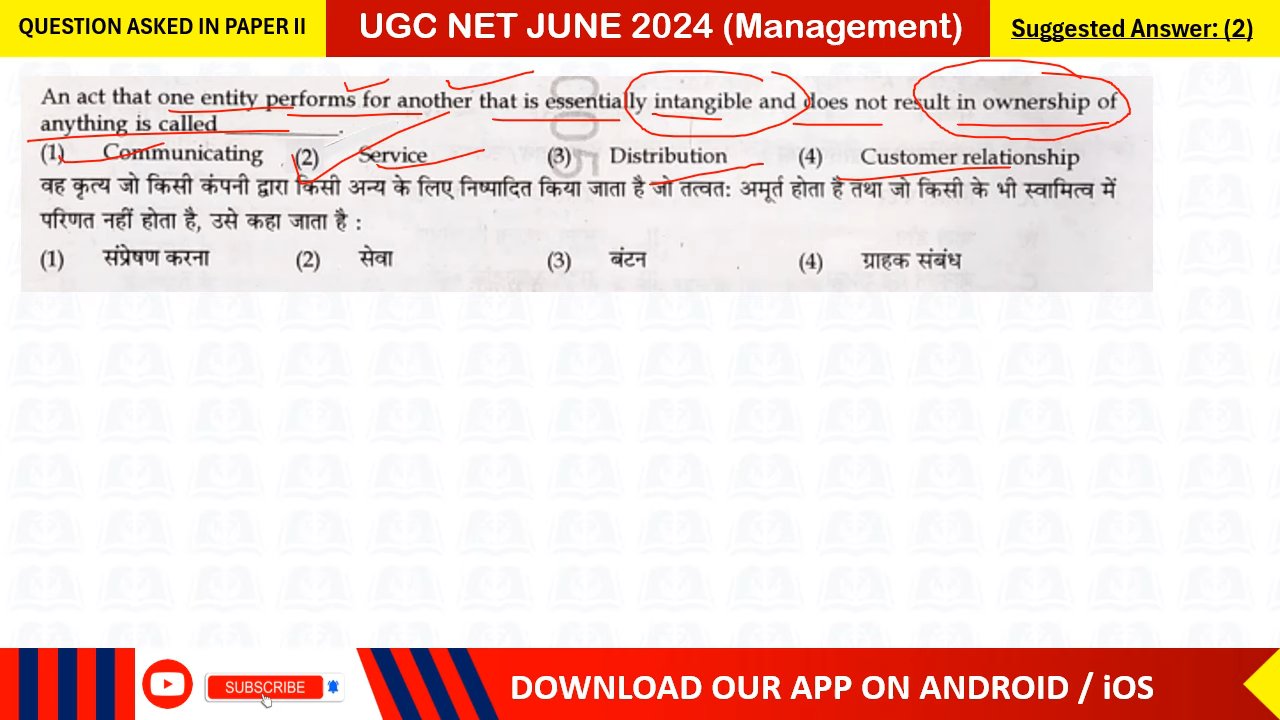 QUESTION ASKED IN PAPER II
UGC NET JUNE 2024 (Management)
Suggested Answer: (2)
An act that one entity performs for another that is essentially intangible and does not result in ownership of
anything is called __________.
(1) Communicating (2) Service (3) Distribution (4) Customer relationship
वह कृत्य जो किसी कंपनी द्वारा किसी अन्य के लिए निष्पादित किया जाता है जो तत्वत: अमूर्त होता है तथा जो किसी के भी स्वामित्व में
परिणत नहीं होता है, उसे कहा जाता है :
(1) संप्रेषण करना (2) सेवा (3) बंटन (4) ग्राहक संबंध
SUBSCRIBE
DOWNLOAD OUR APP ON ANDROID / iOS